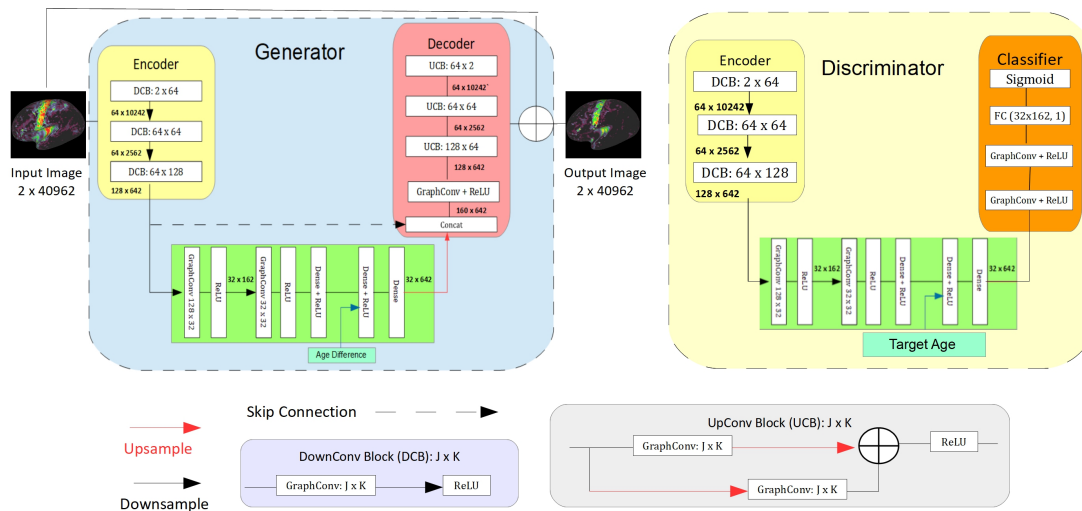 Generator
Encoder
DCB: 2 x 64
64 x 10242
DCB: 64 x 64
64 x 2562
DCB: 64 x 128
128 x 642
Decoder
UCB: 64 x 2
64 x 10242`
UCB: 64 x 64
64 x 2562
UCB: 128 x 64
128 x 642
GraphConv + ReLU
160 x 642
Concat
Input Image
2 x 40962
Output Image
2 x 40962
GraphConv 128 x 32
ReLU
32 x 162
GraphConv 32 x 32
ReLU
Dense + ReLU
Dense + ReLU
Dense
32 x 642
Age Difference
Discriminator
Encoder
DCB: 2 x 64
64 x 10242
DCB: 64 x 64
64 x 2562
DCB: 64 x 128
128 x 642
Classifier
Sigmoid
FC (32x162, 1)
GraphConv + ReLU
GraphConv + ReLU
GraphConv 128 x 32
ReLU
32 x 162
GraphConv 32 x 32
ReLU
Dense + ReLU
Dense + ReLU
Dense
32 x 642
Target Age
Skip Connection
Upsample
Downsample
DownConv Block (DCB): J x K
GraphConv: J x K
ReLU
UpConv Block (UCB): J x K
GraphConv: J x K
ReLU
GraphConv: J x K